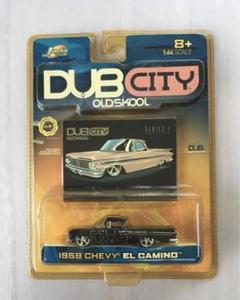 Jada
8+
1:64 SCALE
DUB CITY
OLDSKOOL
DUB CITY
OLDSKOOL
SERIES 1
DUB
1959 CHEVY EL CAMINO